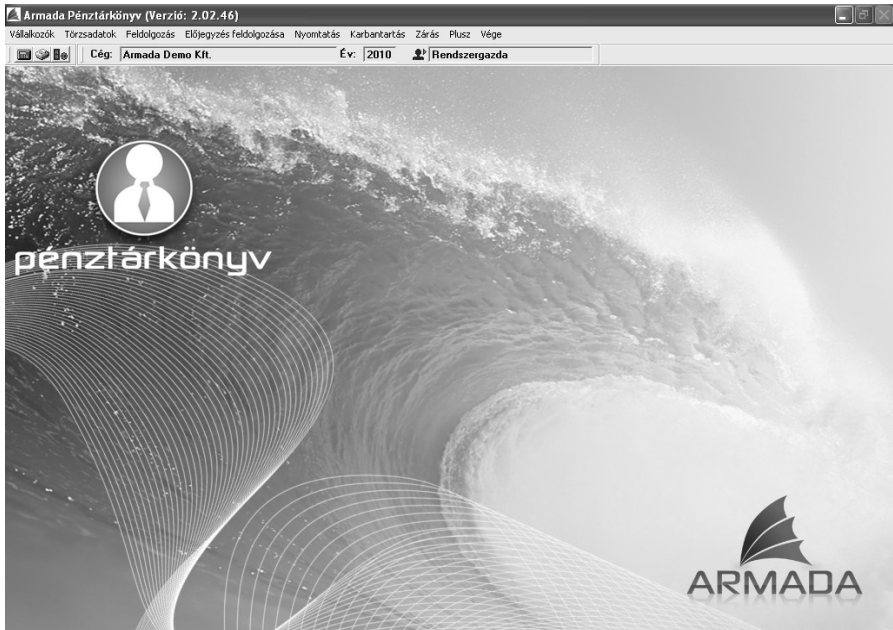 Armada Pénztárkönyv (Verzió: 2.02.46)
Vállalkozók Törzsadatok Feldolgozás Előjegyzés feldolgozása Nyomtatás Karbantartás Zárás Plusz Vége
Cég: Armada Demo Kft. Év: 2010 Rendszergazda
pénztárkönyv
ARMADA